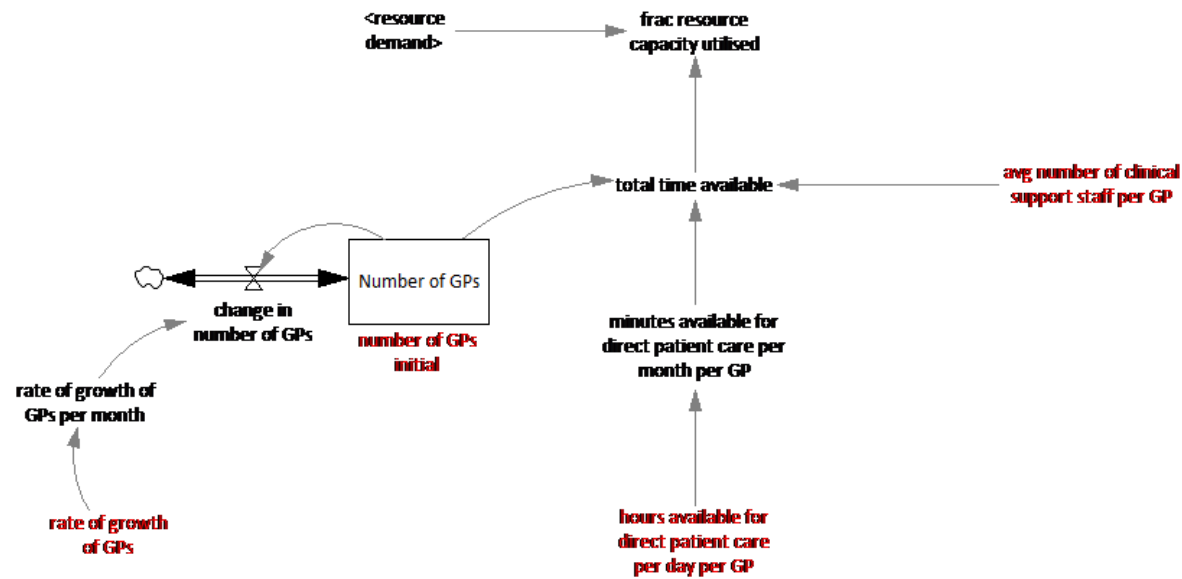 <resource
demand>
frac resource
capacity utilised
total time available
avg number of clinical
support staff per GP
Number of GPs
change in
number of GPs
number of GPs
initial
minutes available for
direct patient care per
month per GP
rate of growth of
GPs per month
rate of growth
of GPs
hours available for
direct patient care
per day per GP